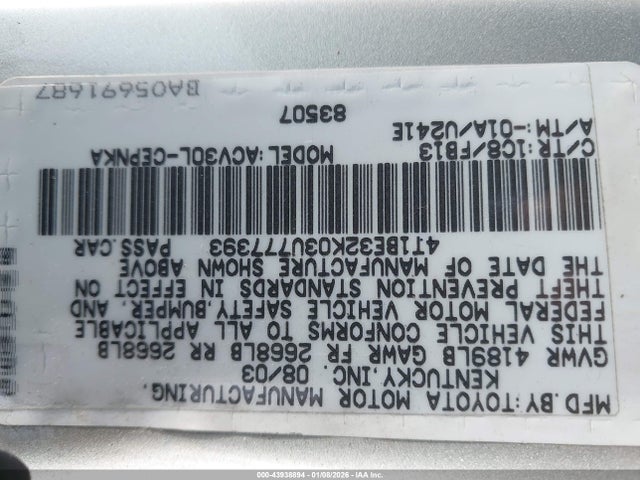 MFD.BY:TOYOTA MOTOR MANUFACTURING,
KENTUCKY,INC. 08/03
GVWR 4189LB GAWR FR 2668LB RR 2668LB
THIS VEHICLE CONFORMS TO ALL APPLICABLE
FEDERAL MOTOR VEHICLE SAFETY,BUMPER, AND
THEFT PREVENTION STANDARDS IN EFFECT ON
THE DATE OF MANUFACTURE SHOWN ABOVE
4T1BE32K03U777393 PASS.CAR
C/TR:1C8/FB13 MODEL:ACV30L-CEPNKA
A/TM:-01A/U241E
83507
BA05691687
000-43938894 | 01/08/2026 - IAA Inc.